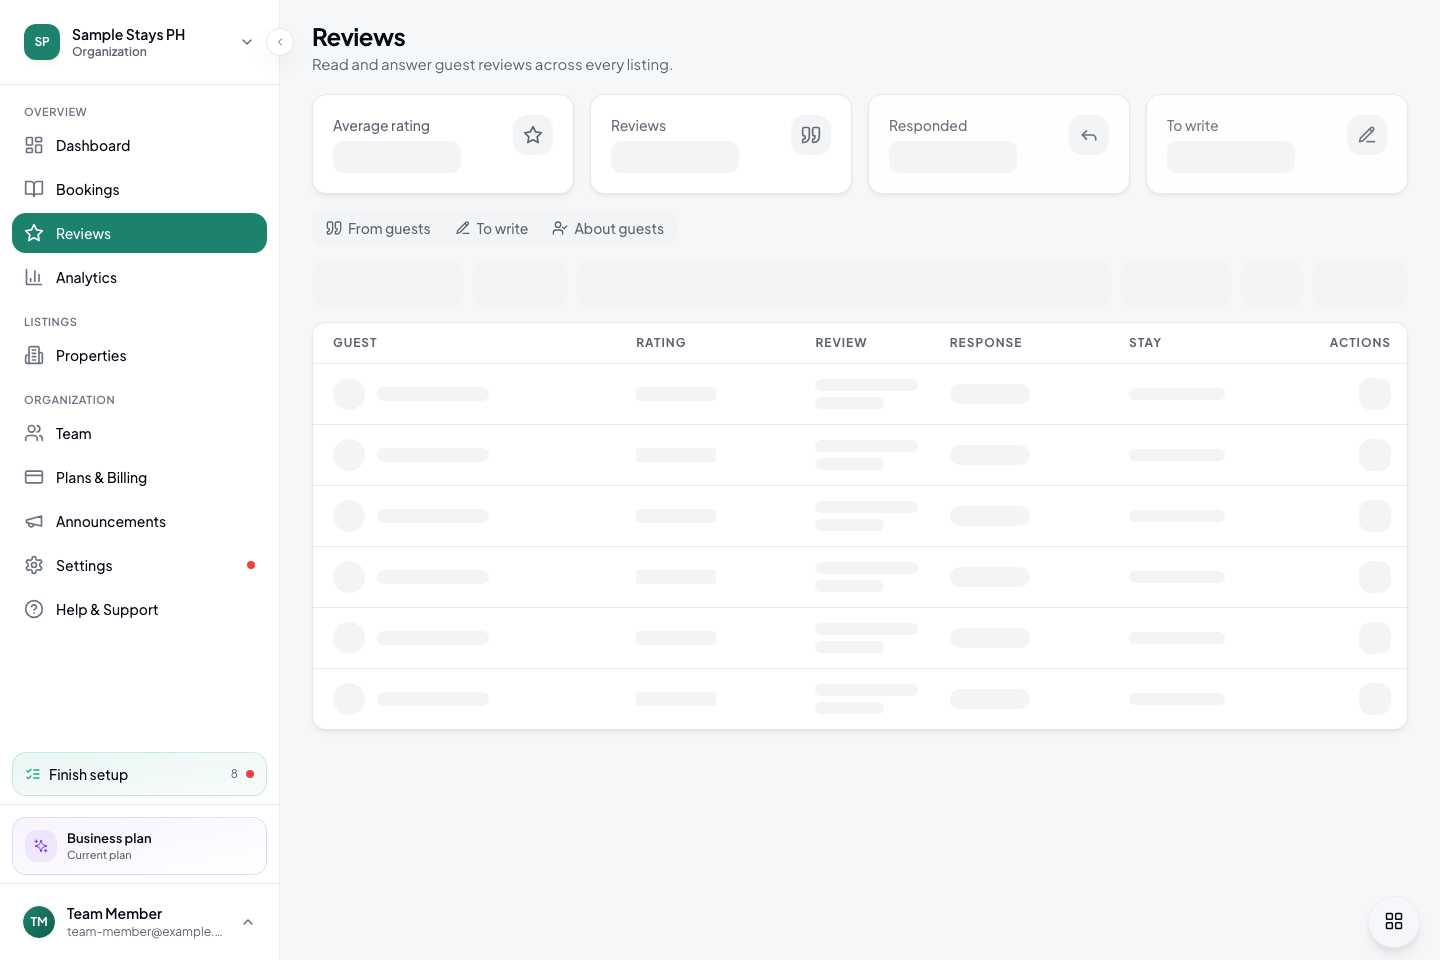 SP
Sample Stays PH
Organization
OVERVIEW
Dashboard
Bookings
Reviews
Analytics
LISTINGS
Properties
ORGANIZATION
Team
Plans & Billing
Announcements
Settings
Help & Support
Finish setup
8
Business plan
Current plan
TM
Team Member
team-member@example....
Reviews
Read and answer guest reviews across every listing.
Average rating
Reviews
Responded
To write
From guests
To write
About guests
GUEST RATING REVIEW RESPONSE STAY ACTIONS